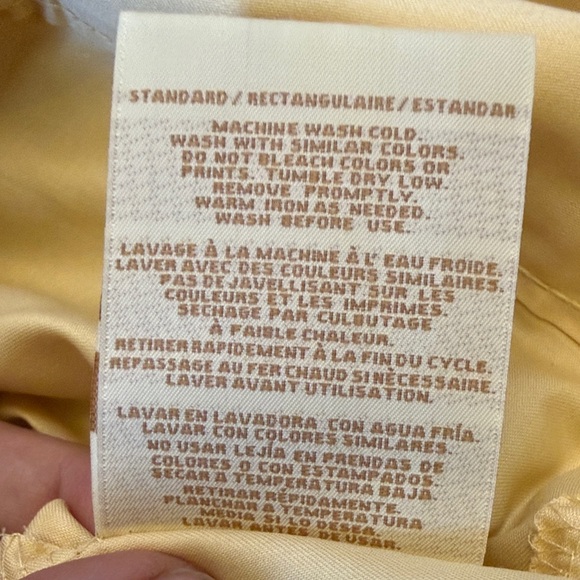 STANDARD / RECTANGULAIRE / ESTANDAR
MACHINE WASH COLD.
WASH WITH SIMILAR COLORS.
DO NOT BLEACH COLORS OR
PRINTS. TUMBLE DRY LOW.
REMOVE PROMPTLY.
WARM IRON AS NEEDED.
WASH BEFORE USE.
LAVAGE À LA MACHINE À L' EAU FROIDE.
LAVER AVEC DES COULEURS SIMILAIRES.
PAS DE JAVELLISANT SUR LES
COULEURS ET LES IMPRIMES.
SECHAGE PAR CULBUTAGE
À FAIBLE CHALEUR.
RETIRER RAPIDEMENT À LA FIN DU CYCLE.
REPASSAGE AU FER CHAUD SI NÈCESSAIRE.
LAVER AVANT UTILISATION.
LAVAR EN LAVADORA CON AGUA FRÍA.
LAVAR CON COLORES SIMILARES.
NO USAR LEJÍA EN PRENDAS DE
COLORES O CON ESTAMPADOS.
SECAR A TEMPERATURA BAJA.
RETIRAR RÁPIDAMENTE.
PLANCHAR A TEMPERATURA
MEDIA SI LO DESEA.
LAVAR ANTES DE USAR.